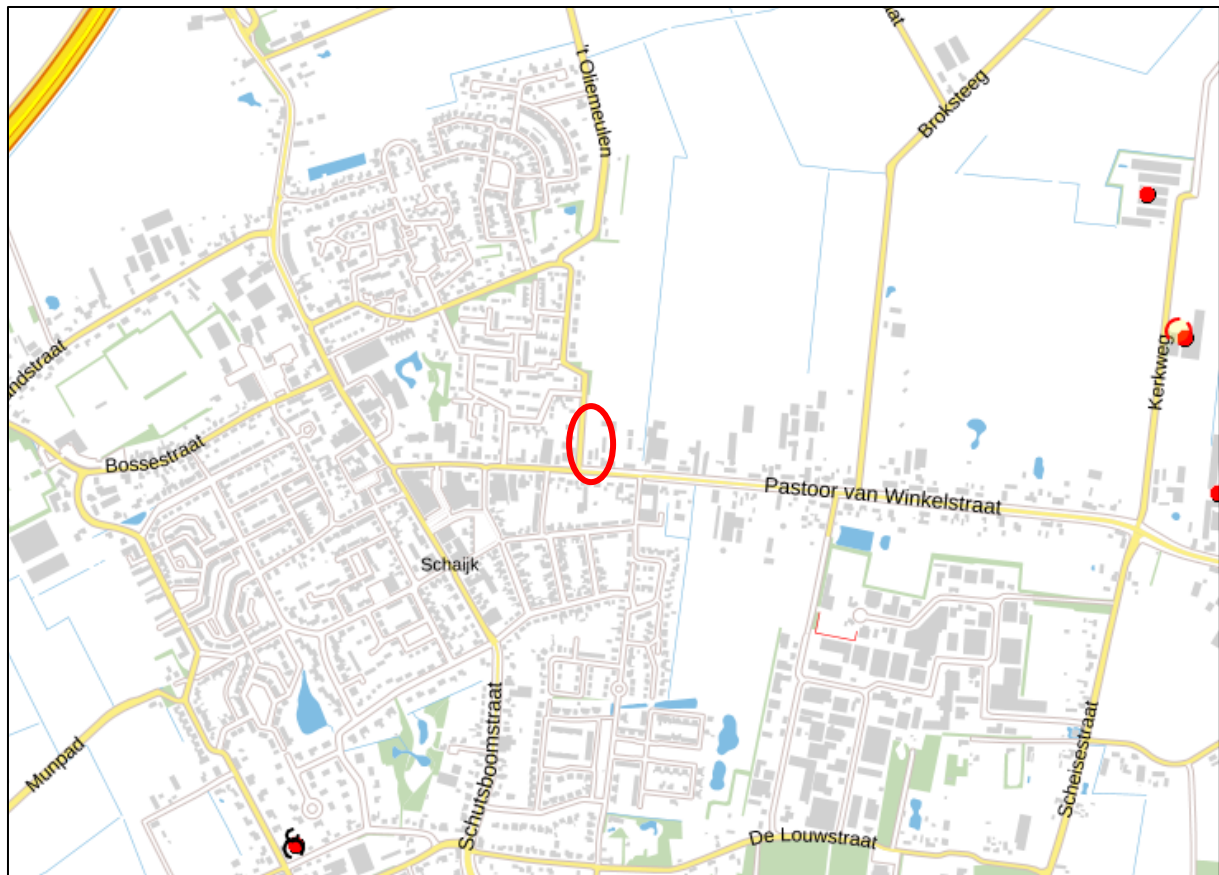 't Oliemeulen
Broksteeg
Kerkweg
Bossestraat
Pastoor van Winkelstraat
Schaijk
Munpad
Schutsboomstraat
De Louwstraat
Scheisestraat